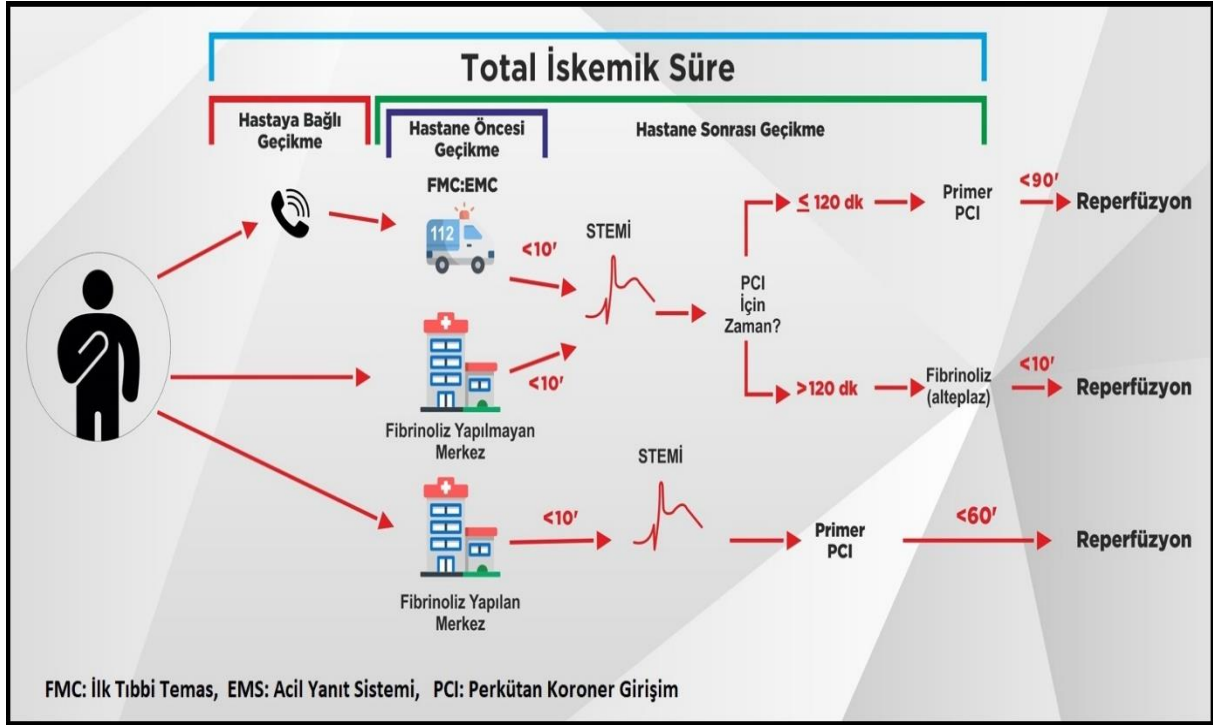 Total İskemik Süre
Hastaya Bağlı
Geçikme
Hastane Öncesi
Geçikme
Hastane Sonrası Geçikme
FMC:EMC
112
<10'
STEMİ
≤ 120 dk
Primer
PCI
<90'
Reperfüzyon
PCI
İçin
Zaman?
<10'
Fibrinoliz Yapılmayan
Merkez
>120 dk
Fibrinoliz
(alteplaz)
<10'
Reperfüzyon
<10'
STEMİ
Primer
PCI
<60'
Reperfüzyon
Fibrinoliz Yapılan
Merkez
FMC: İlk Tıbbi Temas, EMS: Acil Yanıt Sistemi, PCI: Perkütan Koroner Girişim